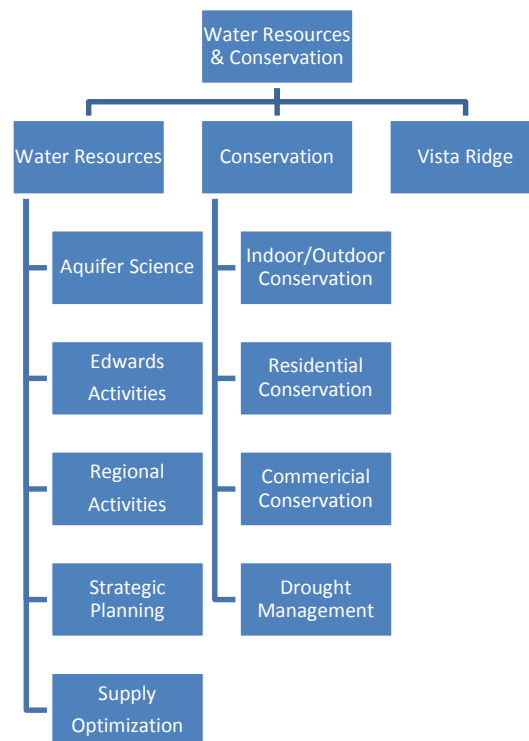 Water Resources
& Conservation
Water Resources
Conservation
Vista Ridge
Aquifer Science
Edwards
Activities
Regional
Activities
Strategic
Planning
Supply
Optimization
Indoor/Outdoor
Conservation
Residential
Conservation
Commericial
Conservation
Drought
Management